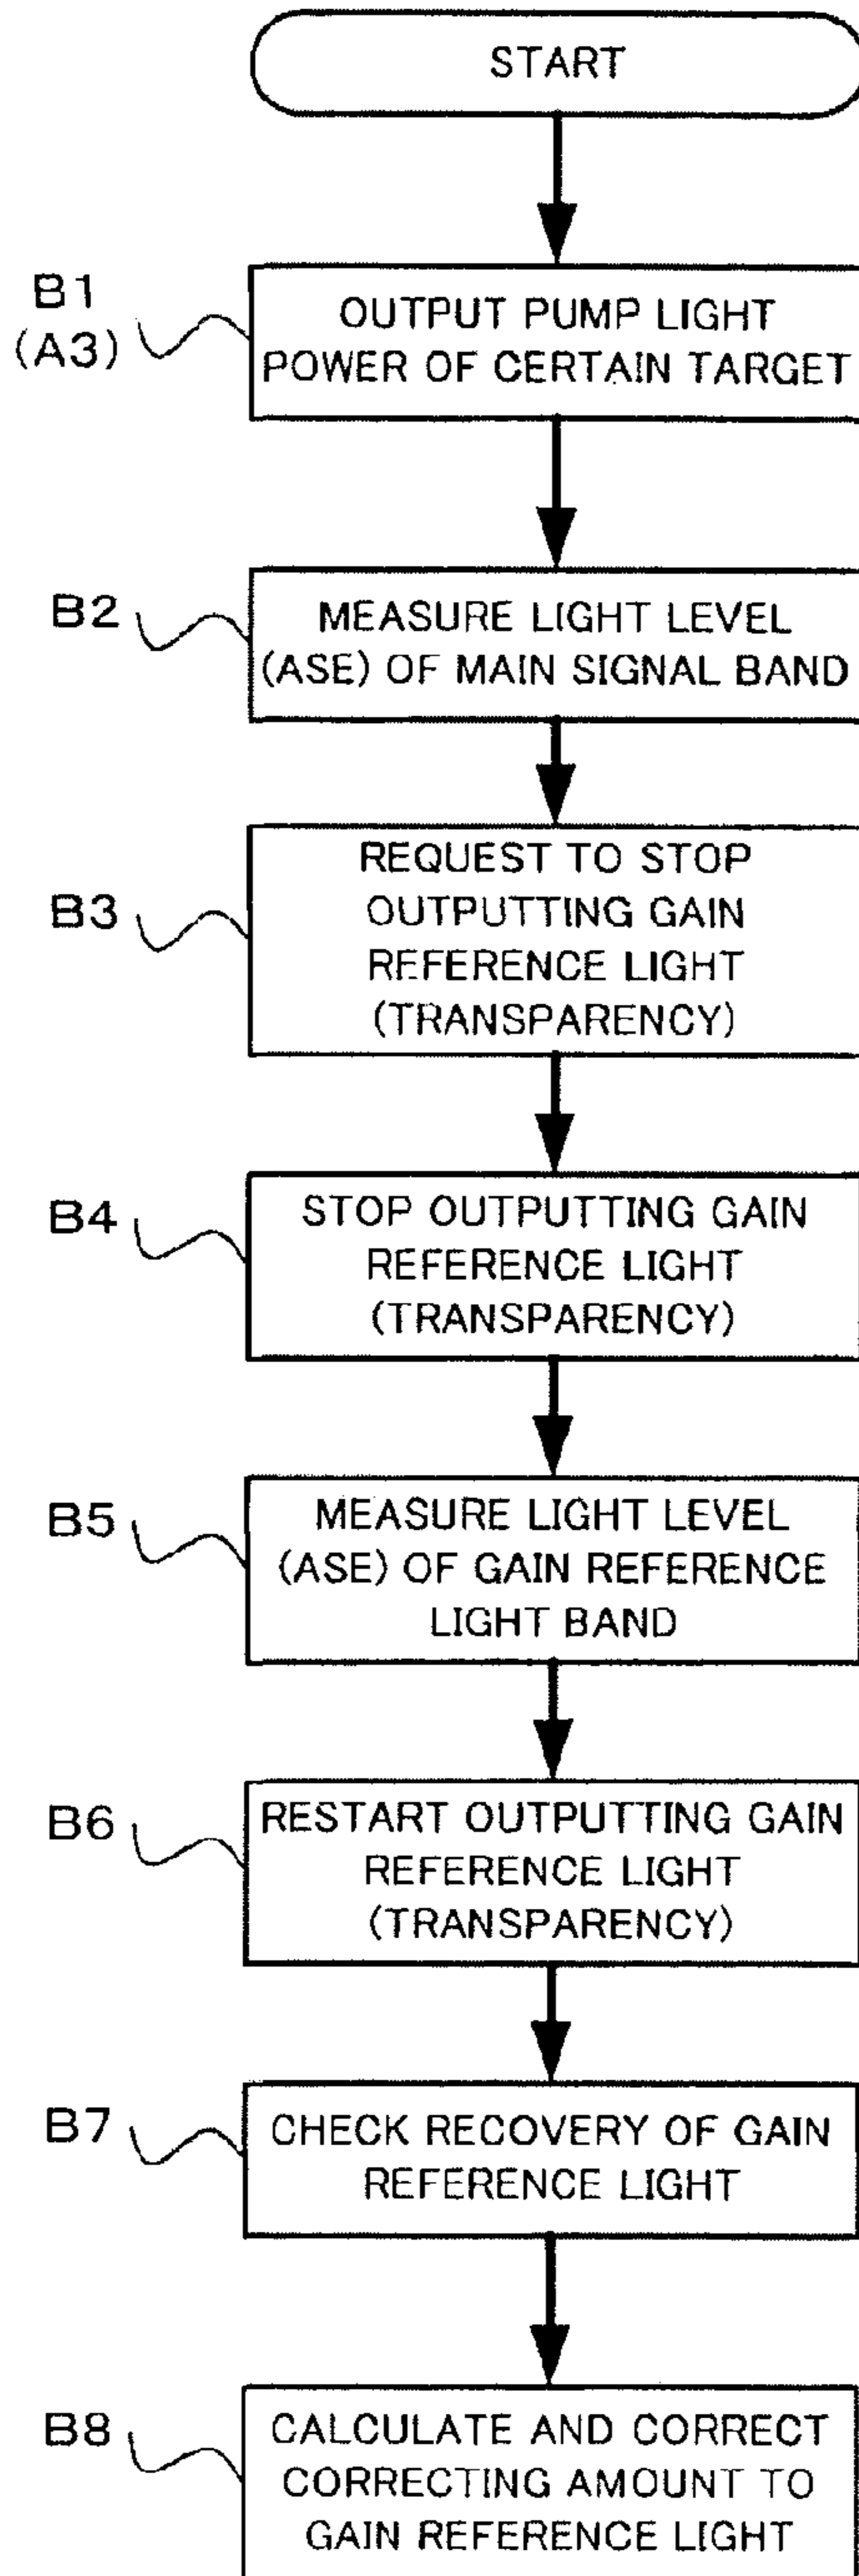 START
B1
(A3)
OUTPUT PUMP LIGHT
POWER OF CERTAIN TARGET
B2
MEASURE LIGHT LEVEL
(ASE) OF MAIN SIGNAL BAND
B3
REQUEST TO STOP
OUTPUTTING GAIN
REFERENCE LIGHT
(TRANSPARENCY)
B4
STOP OUTPUTTING GAIN
REFERENCE LIGHT
(TRANSPARENCY)
B5
MEASURE LIGHT LEVEL
(ASE) OF GAIN REFERENCE
LIGHT BAND
B6
RESTART OUTPUTTING GAIN
REFERENCE LIGHT
(TRANSPARENCY)
B7
CHECK RECOVERY OF GAIN
REFERENCE LIGHT
B8
CALCULATE AND CORRECT
CORRECTING AMOUNT TO
GAIN REFERENCE LIGHT